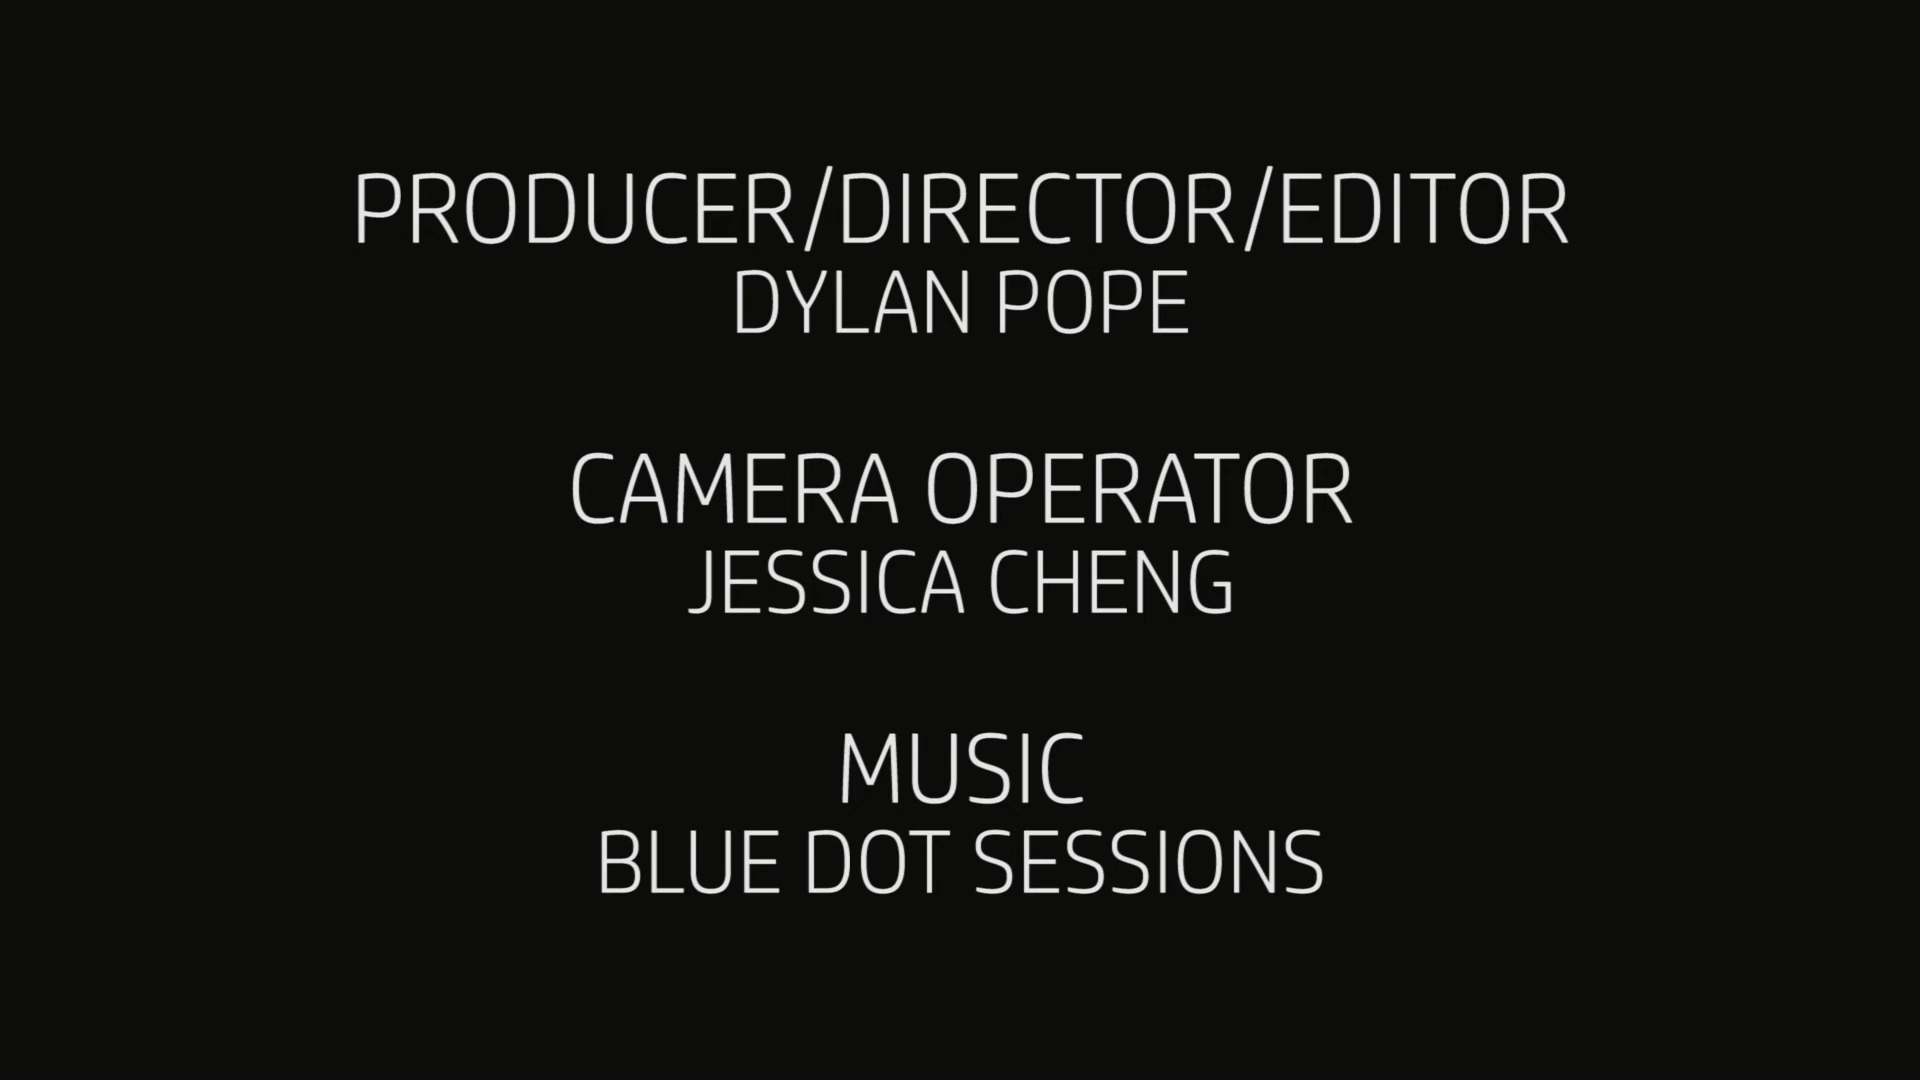 PRODUCER/DIRECTOR/EDITOR
DYLAN POPE
CAMERA OPERATOR
JESSICA CHENG
MUSIC
BLUE DOT SESSIONS